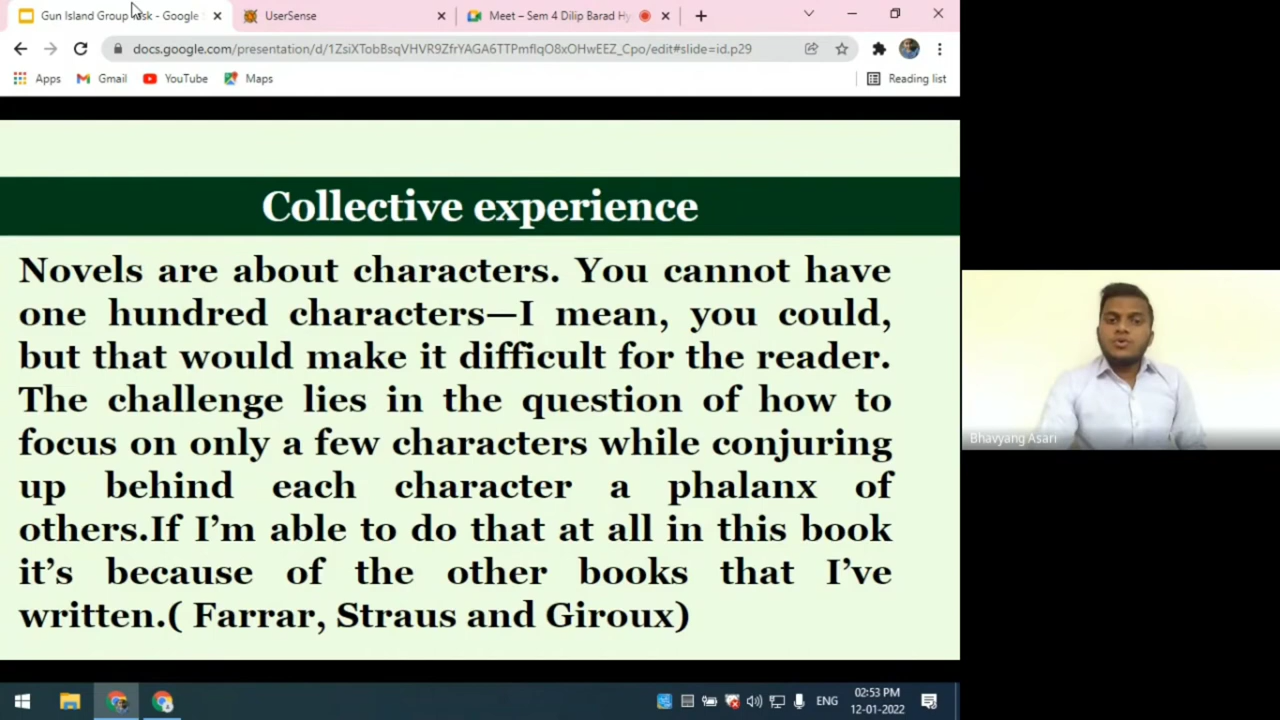 Gun Island Group Task - Google
UserSense
Meet – Sem 4 Dilip Barad Hy
docs.google.com/presentation/d/1ZsiXTobBsqVHVR9ZfrYAGA6TTPmflqO8xOHwEEZ_Cpo/edit#slide=id.p29
Apps
Gmail
YouTube
Maps
Reading list
Collective experience
Novels are about characters. You cannot have
one hundred characters—I mean, you could,
but that would make it difficult for the reader.
The challenge lies in the question of how to
focus on only a few characters while conjuring
up behind each character a phalanx of
others.If I’m able to do that at all in this book
it’s because of the other books that I’ve
written.( Farrar, Straus and Giroux)
Bhavyang Asari
ENG
02:53 PM
12-01-2022